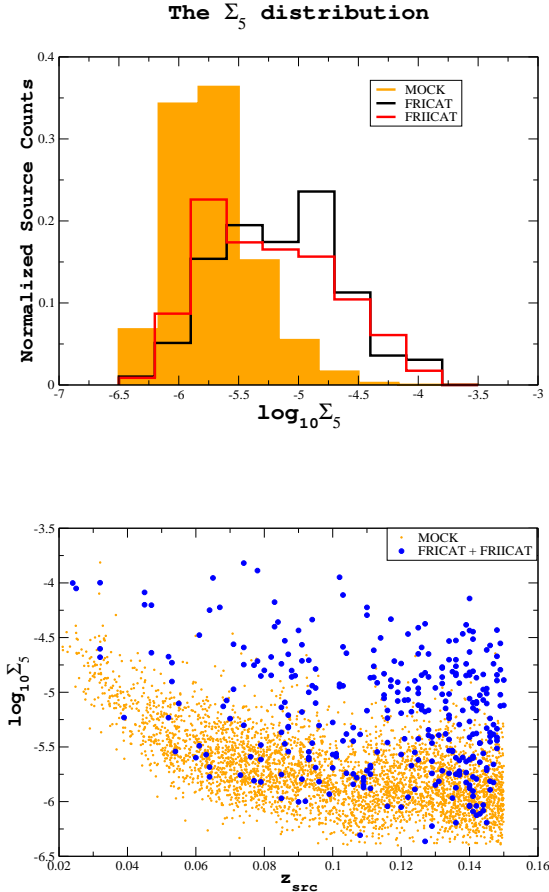 The Σ₅ distribution
0.4
0.3
0.2
0.1
0
Normalized Source Counts
MOCK
FRICAT
FRIICAT
-7 -6.5 -6 -5.5 -5 -4.5 -4 -3.5 -3
log₁₀Σ₅
-3.5
-4
-4.5
-5
-5.5
-6
-6.5
log₁₀Σ₅
MOCK
FRICAT + FRIICAT
0.02 0.04 0.06 0.08 0.1 0.12 0.14 0.16
z_src